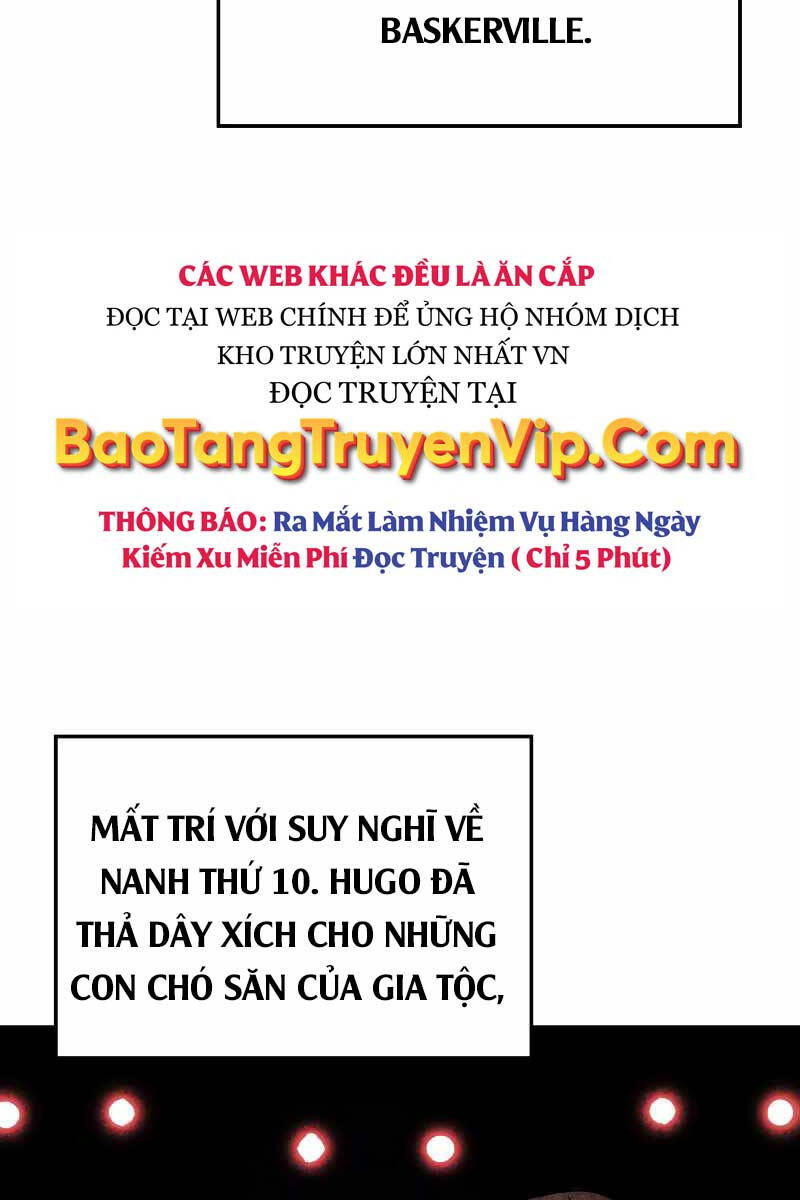 BASKERVILLE.
CÁC WEB KHÁC ĐỀU LÀ ĂN CẮP
ĐỌC TẠI WEB CHÍNH ĐỂ ỦNG HỘ NHÓM DỊCH
KHO TRUYỆN LỚN NHẤT VN
ĐỌC TRUYỆN TẠI
BaoTangTruyenVip.Com
THÔNG BÁO: Ra Mắt Làm Nhiệm Vụ Hàng Ngày
Kiếm Xu Miễn Phí Đọc Truyện ( Chỉ 5 Phút)
MẤT TRÍ VỚI SUY NGHĨ VỀ
NANH THỨ 10. HUGO ĐÃ
THẢ DÂY XÍCH CHO NHỮNG
CON CHÓ SĂN CỦA GIA TỘC,